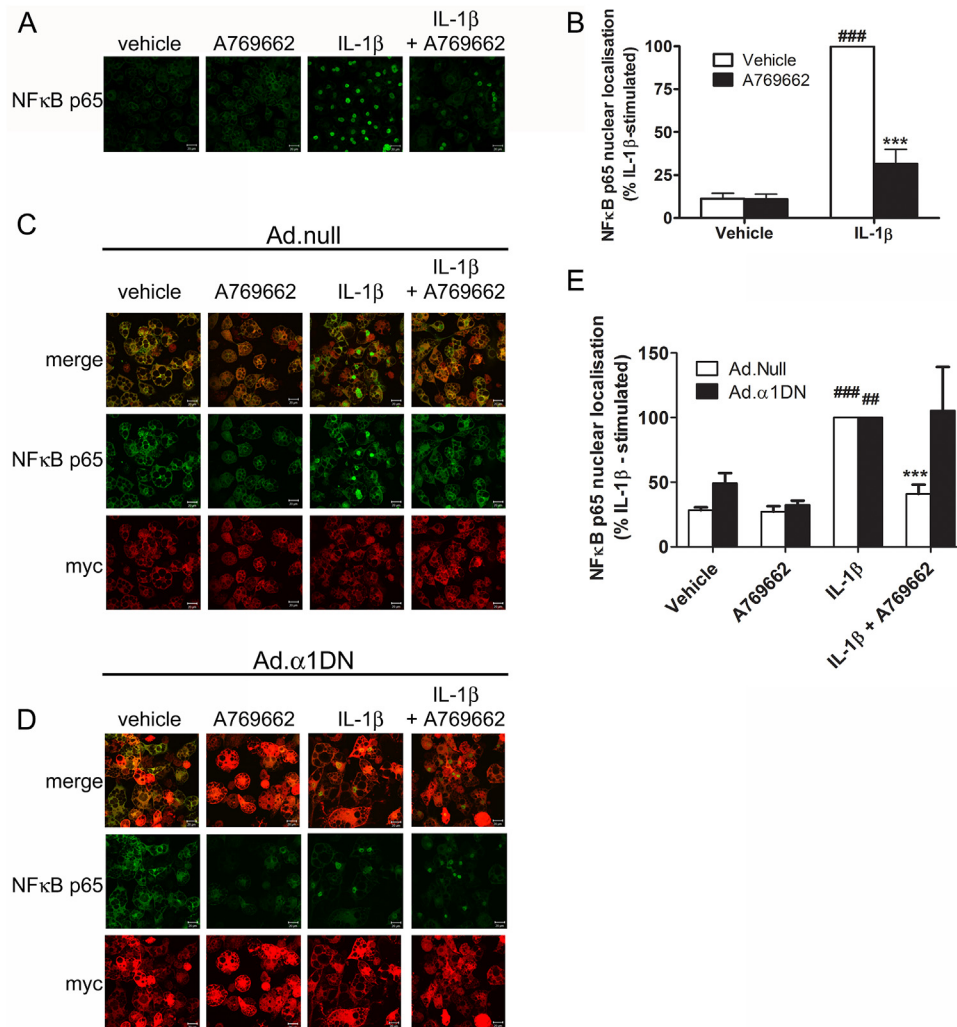 A
IL-1β
vehicle A769662 IL-1β + A769662
NFκB p65
B
NFκB p65 nuclear localisation
(% IL-1β-stimulated)
100
75
50
25
0
Vehicle
A769662
###
***
Vehicle IL-1β
C
Ad.null
IL-1β
vehicle A769662 IL-1β + A769662
merge
NFκB p65
myc
D
Ad.α1DN
IL-1β
vehicle A769662 IL-1β + A769662
merge
NFκB p65
myc
E
NFκB p65 nuclear localisation
(% IL-1β - stimulated)
150
100
50
0
Ad.Null
Ad.α1DN
### ##
***
Vehicle
A769662
IL-1β
IL-1β + A769662